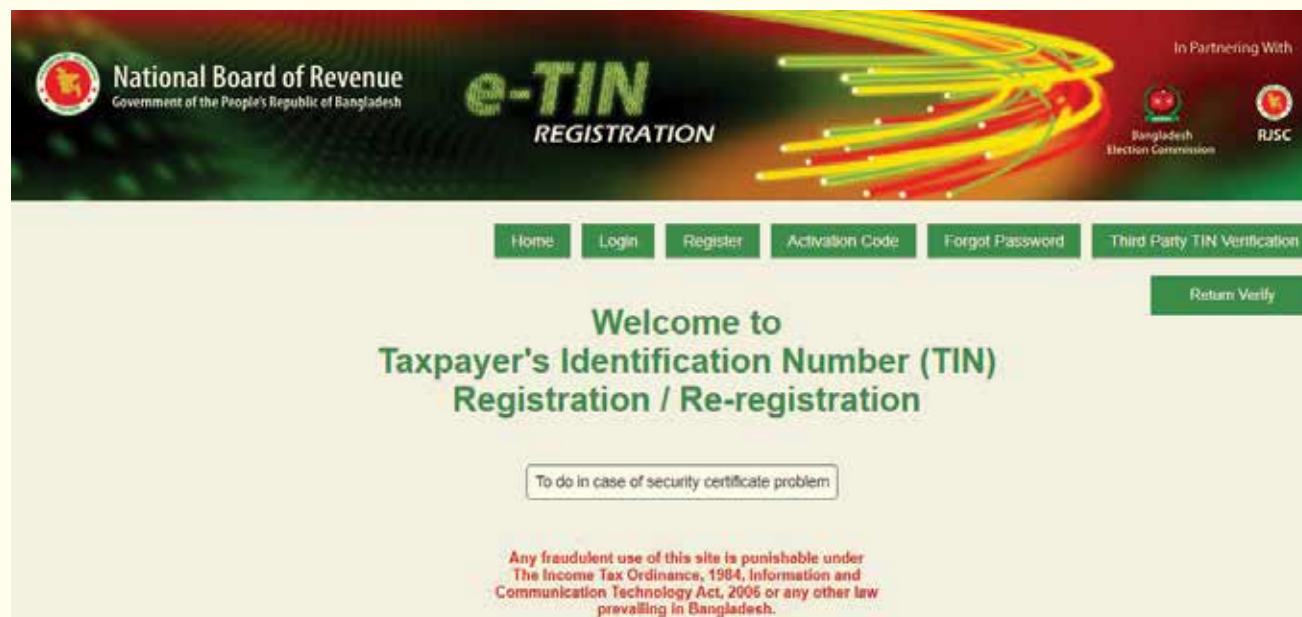 National Board of Revenue
Government of the People's Republic of Bangladesh
e-TIN
REGISTRATION
In Partnering With
Bangladesh
Election Commission
RJSC
Home
Login
Register
Activation Code
Forgot Password
Third Party TIN Verification
Return Verify
Welcome to
Taxpayer's Identification Number (TIN)
Registration / Re-registration
To do in case of security certificate problem
Any fraudulent use of this site is punishable under
The Income Tax Ordinance, 1984, Information and
Communication Technology Act, 2006 or any other law
prevailing in Bangladesh.